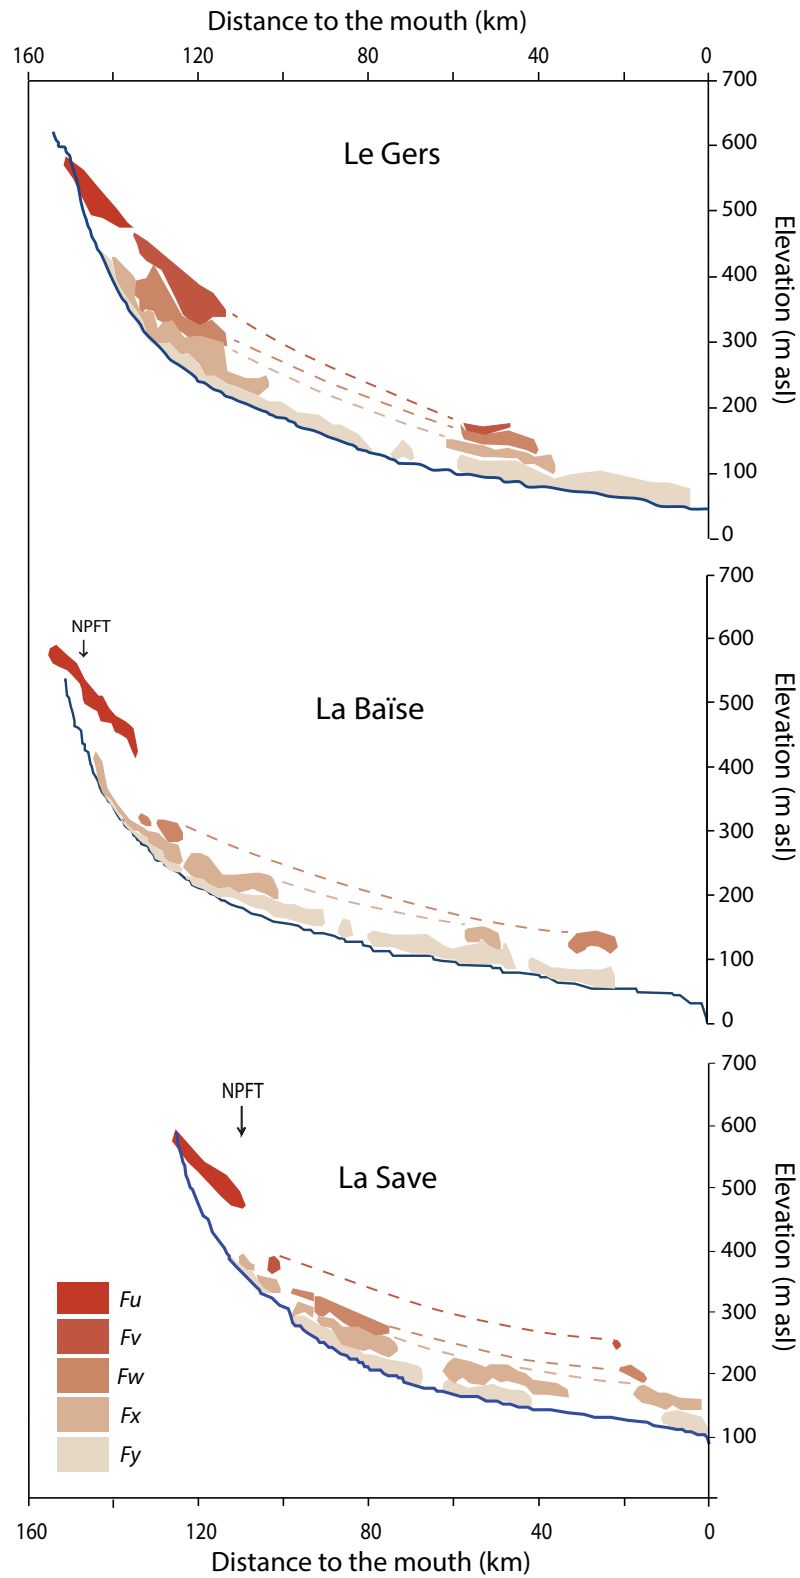 Distance to the mouth (km)
160 120 80 40 0
700
600
500
400
300
200
100
0
Elevation (m asl)
Le Gers
700
600
500
400
300
200
100
0
Elevation (m asl)
NPFT
La Baïse
700
600
500
400
300
200
100
Elevation (m asl)
NPFT
La Save
Fu
Fv
Fw
Fx
Fy
160 120 80 40 0
Distance to the mouth (km)